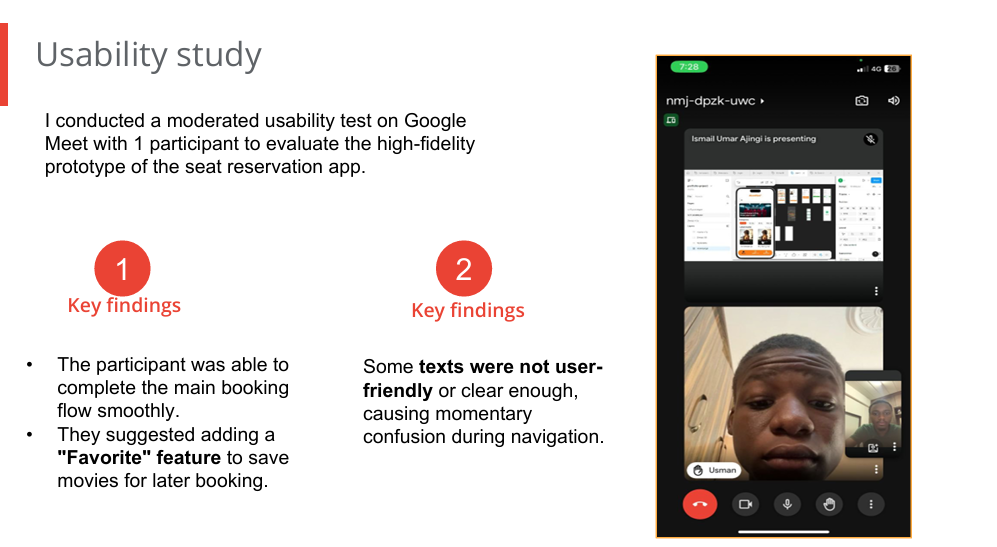 Usability study
I conducted a moderated usability test on Google
Meet with 1 participant to evaluate the high-fidelity
prototype of the seat reservation app.
1
Key findings
• The participant was able to
complete the main booking
flow smoothly.
• They suggested adding a
"Favorite" feature to save
movies for later booking.
2
Key findings
Some texts were not user-
friendly or clear enough,
causing momentary
confusion during navigation.
7:28
4G
nmj-dpzk-uwc
Ismail Umar Ajingi is presenting
Usman